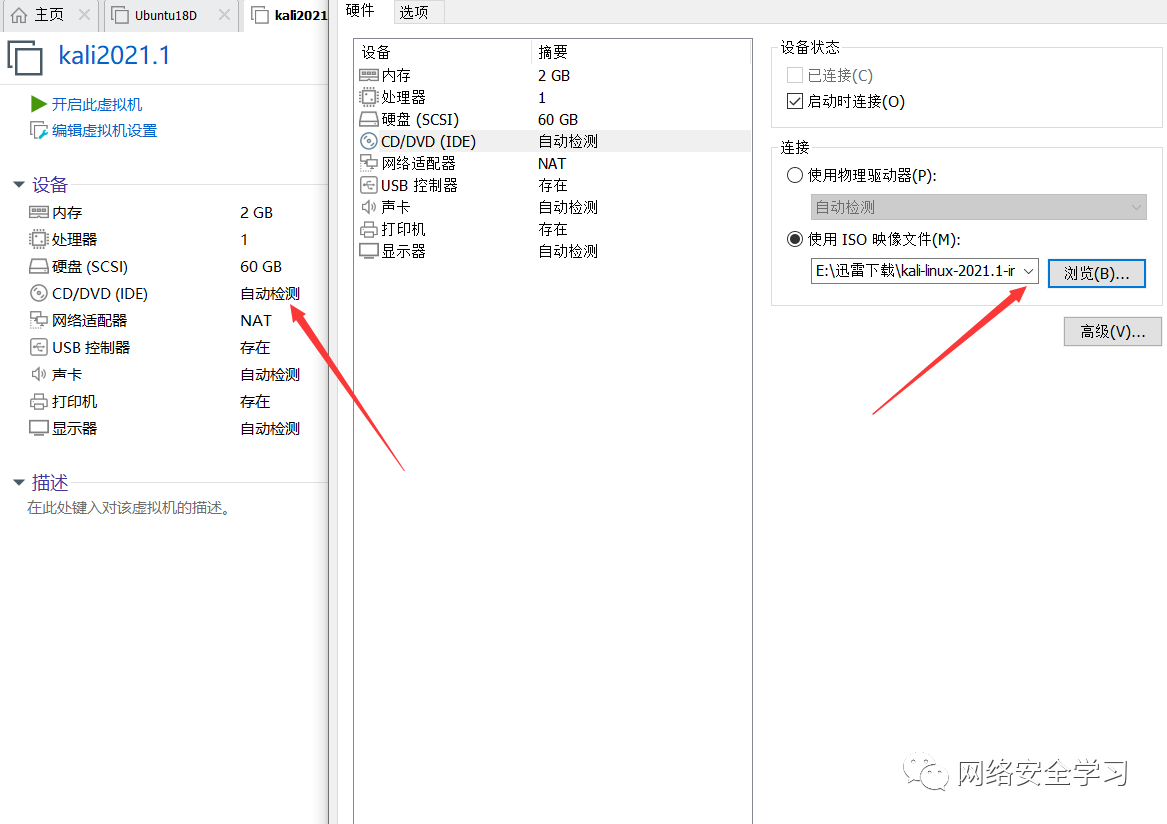 主页
Ubuntu18D
kali2021
kali2021.1
开启此虚拟机
编辑虚拟机设置
设备
内存 2 GB
处理器 1
硬盘 (SCSI) 60 GB
CD/DVD (IDE) 自动检测
网络适配器 NAT
USB 控制器 存在
声卡 自动检测
打印机 存在
显示器 自动检测
描述
在此处键入对该虚拟机的描述。
硬件 选项
设备 摘要
内存 2 GB
处理器 1
硬盘 (SCSI) 60 GB
CD/DVD (IDE) 自动检测
网络适配器 NAT
USB 控制器 存在
声卡 自动检测
打印机 存在
显示器 自动检测
设备状态
已连接(C)
启动时连接(O)
连接
使用物理驱动器(P):
自动检测
使用 ISO 映像文件(M):
E:\迅雷下载\kali-linux-2021.1-ir 浏览(B)...
高级(V)...
网络安全学习